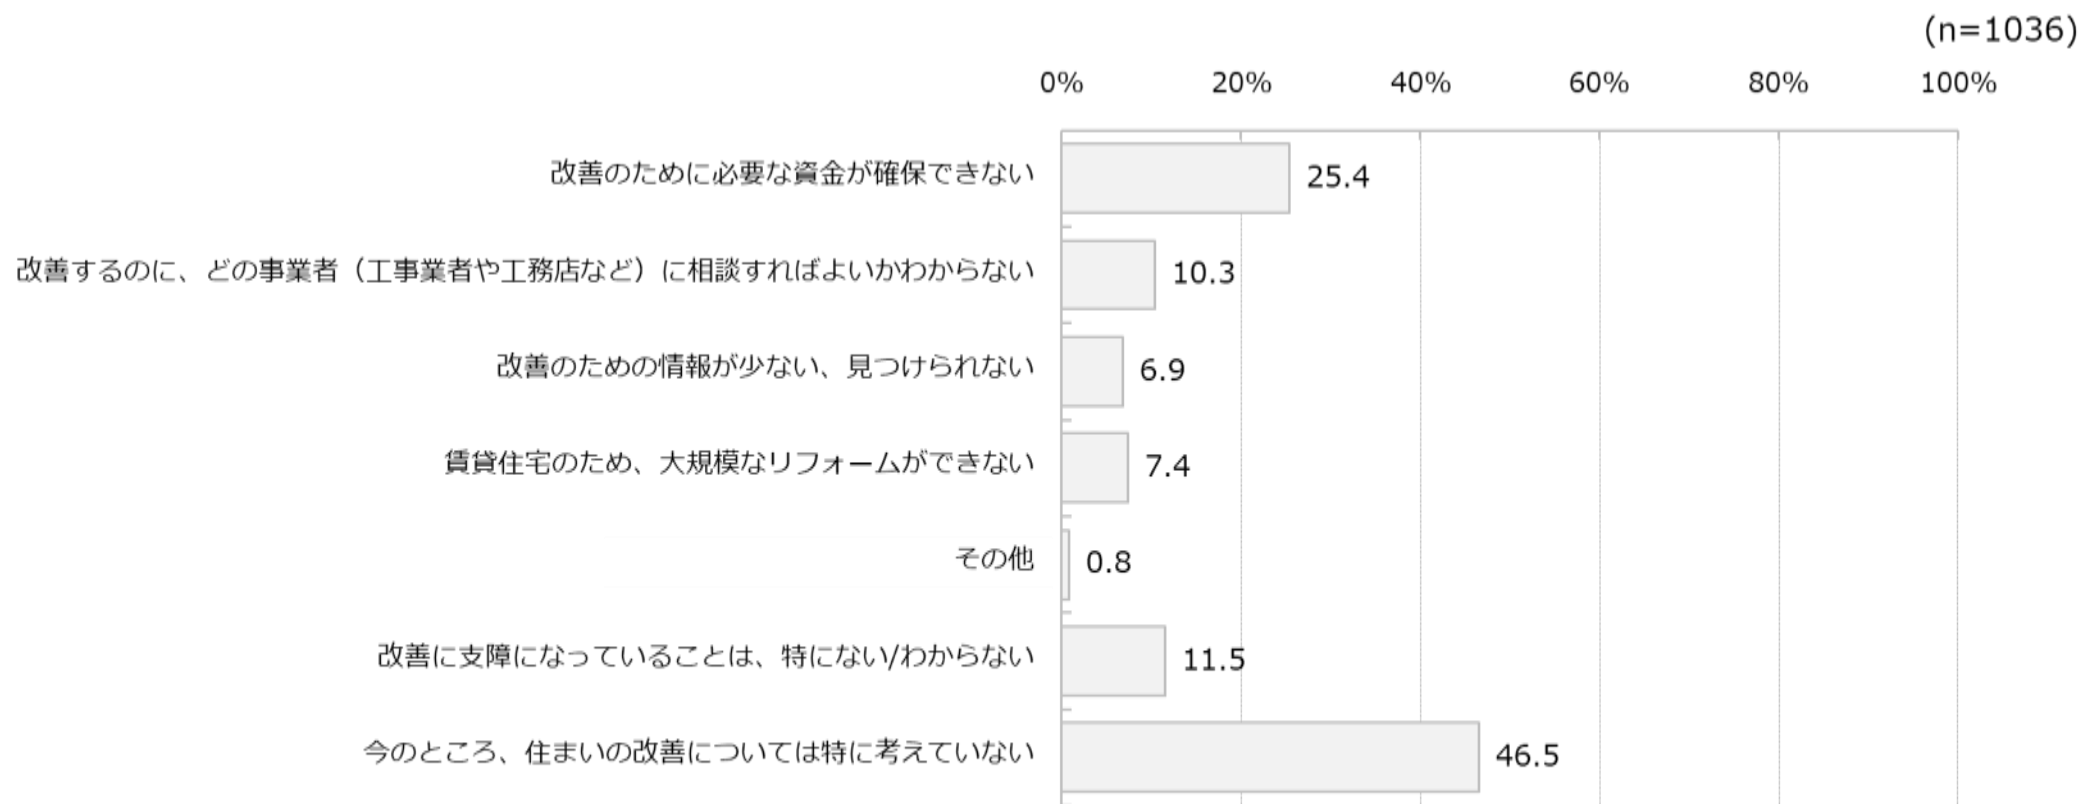 (n=1036)
0% 20% 40% 60% 80% 100%
改善のために必要な資金が確保できない 25.4
改善するのに、どの事業者（工事業者や工務店など）に相談すればよいかわからない 10.3
改善のための情報が少ない、見つけられない 6.9
賃貸住宅のため、大規模なリフォームができない 7.4
その他 0.8
改善に支障になっていることは、特にない/わからない 11.5
今のところ、住まいの改善については特に考えていない 46.5